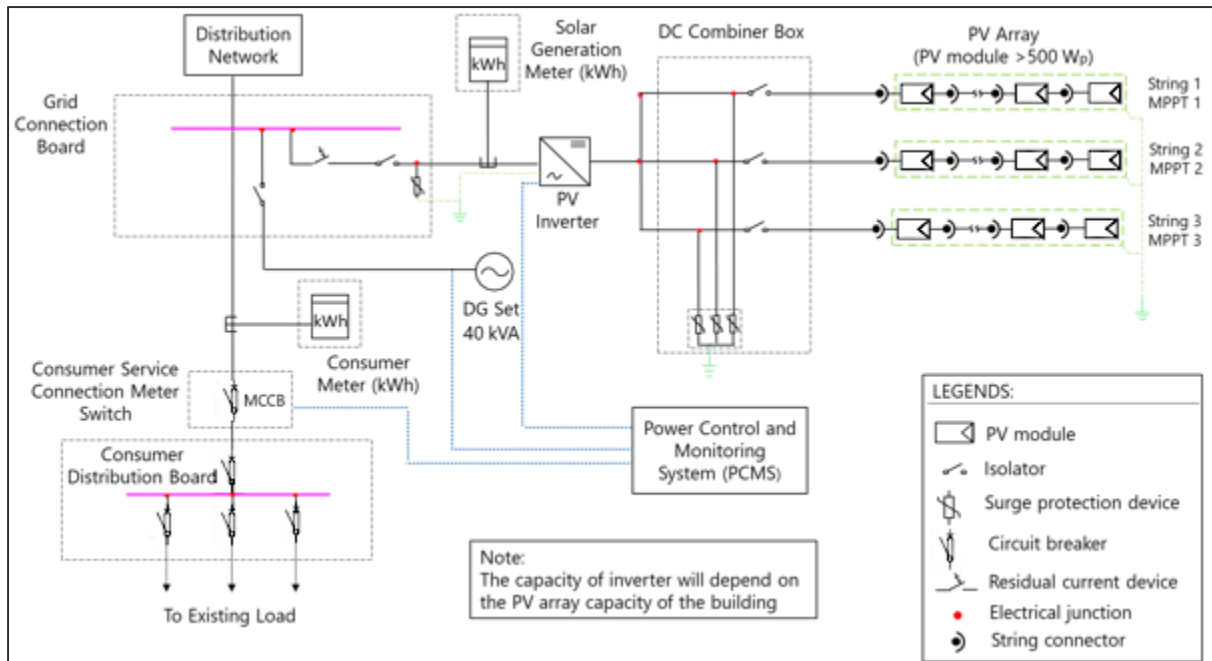 Distribution
Network
Grid
Connection
Board
kWh
Solar
Generation
Meter (kWh)
PV
Inverter
DC Combiner Box
PV Array
(PV module >500 Wp)
String 1
MPPT 1
String 2
MPPT 2
String 3
MPPT 3
DG Set
40 kVA
kWh
Consumer
Meter (kWh)
Consumer Service
Connection Meter
Switch
MCCB
Consumer
Distribution Board
To Existing Load
Power Control and
Monitoring
System (PCMS)
Note:
The capacity of inverter will depend on
the PV array capacity of the building
LEGENDS:
PV module
Isolator
Surge protection device
Circuit breaker
Residual current device
Electrical junction
String connector